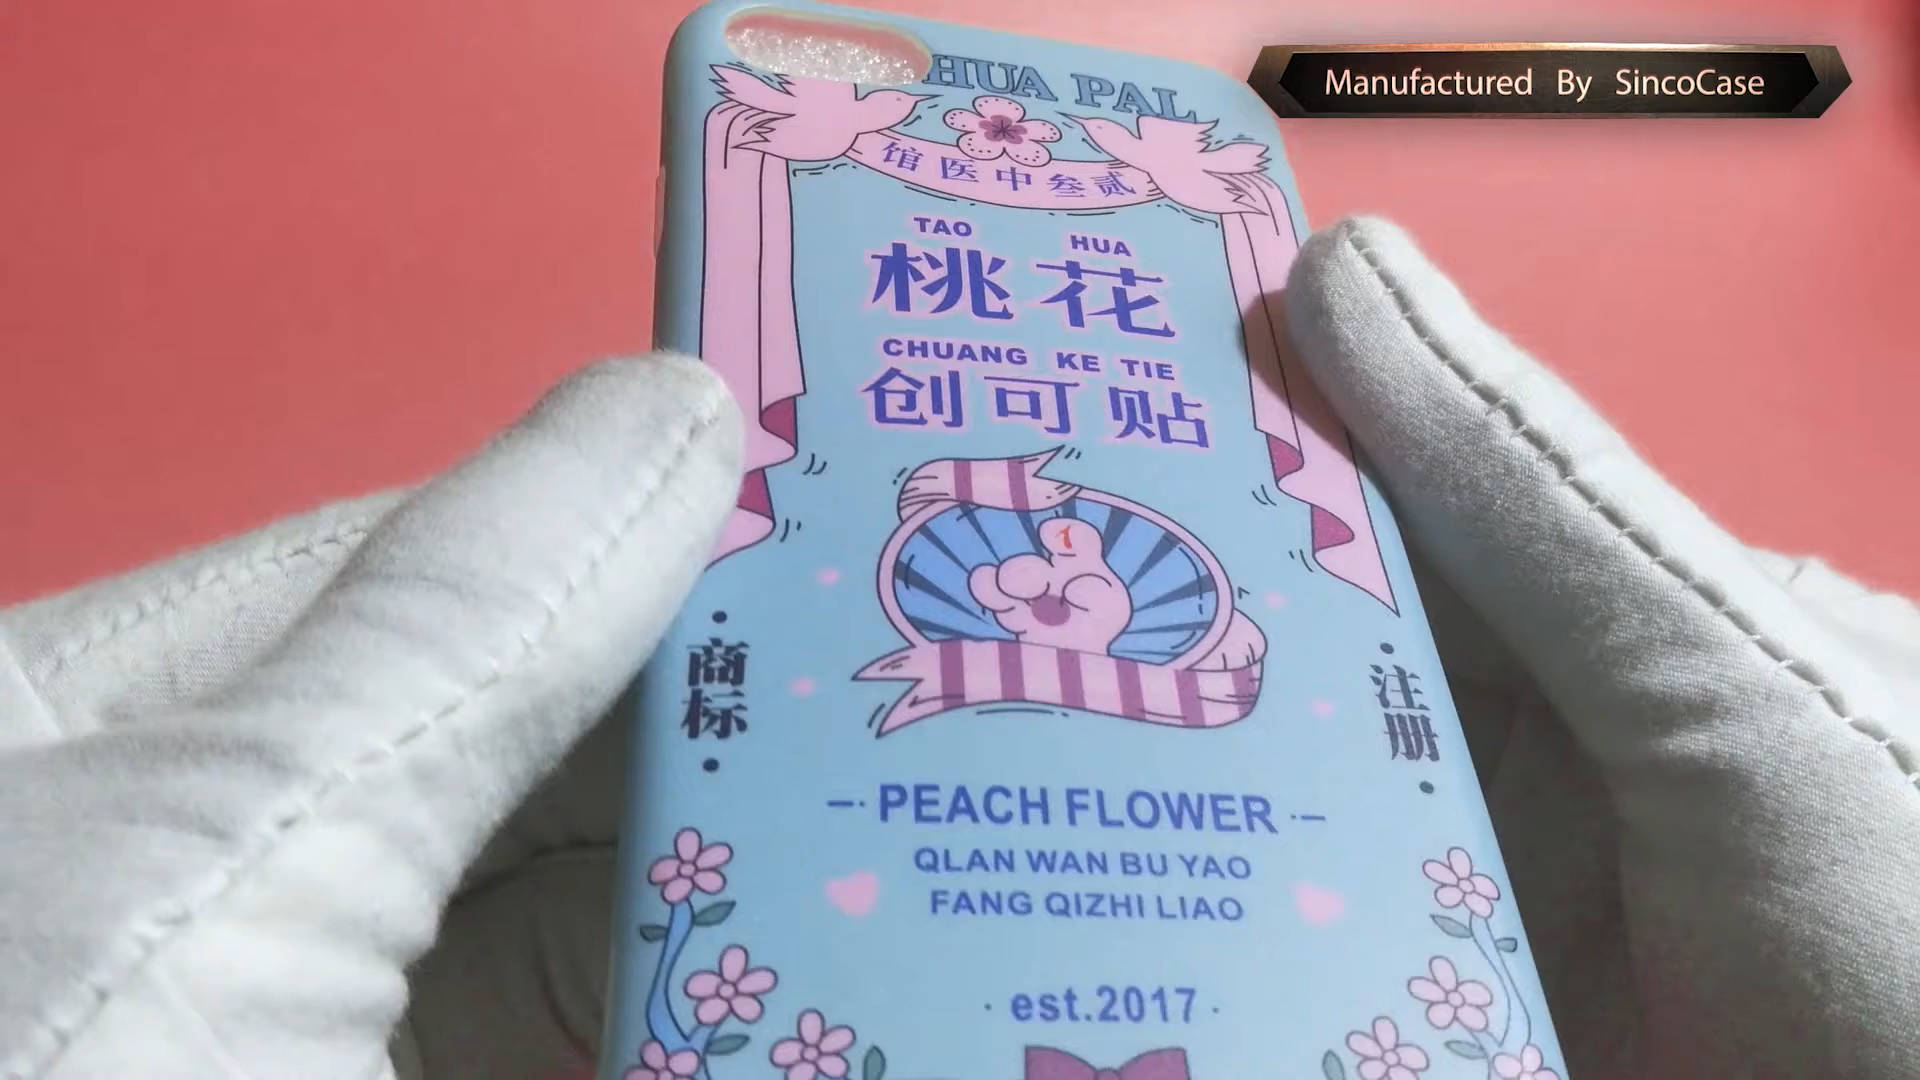 Manufactured By SincoCase
HUA PAL
馆医中叁贰
TAO HUA
桃花
CHUANG KE TIE
创可贴
商标
注册
PEACH FLOWER
QLAN WAN BU YAO
FANG QIZHI LIAO
est.2017